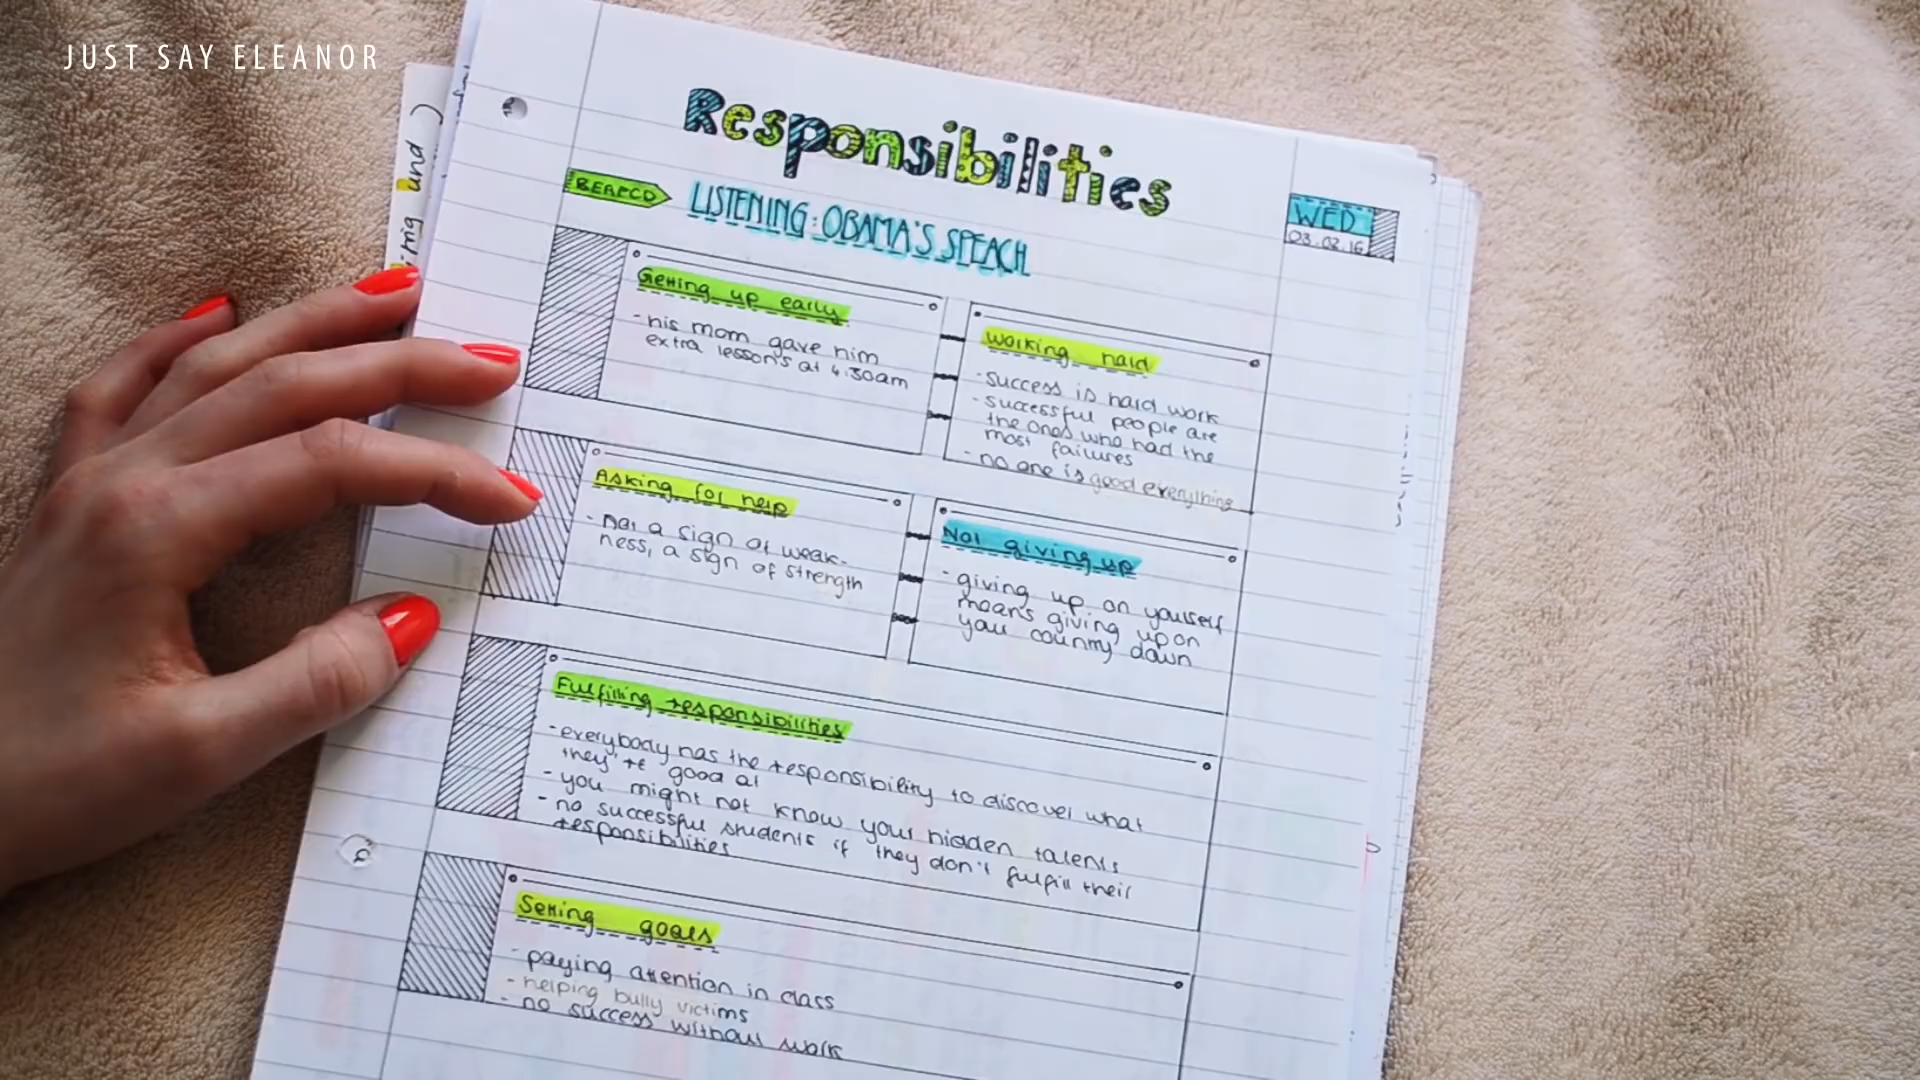 JUST SAY ELEANOR
und
Responsibilities
LISTENING: OBAMA'S SPEACH
WED
03.02.16
Getting up early
- his mom gave him
extra lessons at 4:30am
Working hard
- success is hard work
- successful people are
the ones who had the
most failures
- no one is good everything
Asking for help
- not a sign of weak-
ness, a sign of strength
Not giving up
- giving up on yourself
means giving up on
your country down
Fulfilling responsibilities
- everybody has the responsibility to discover what
they're good at
- you might not know your hidden talents
- no successful students if they don't fulfill their
responsibilities
Setting goals
- paying attention in class
- helping bully victims
- no success without work